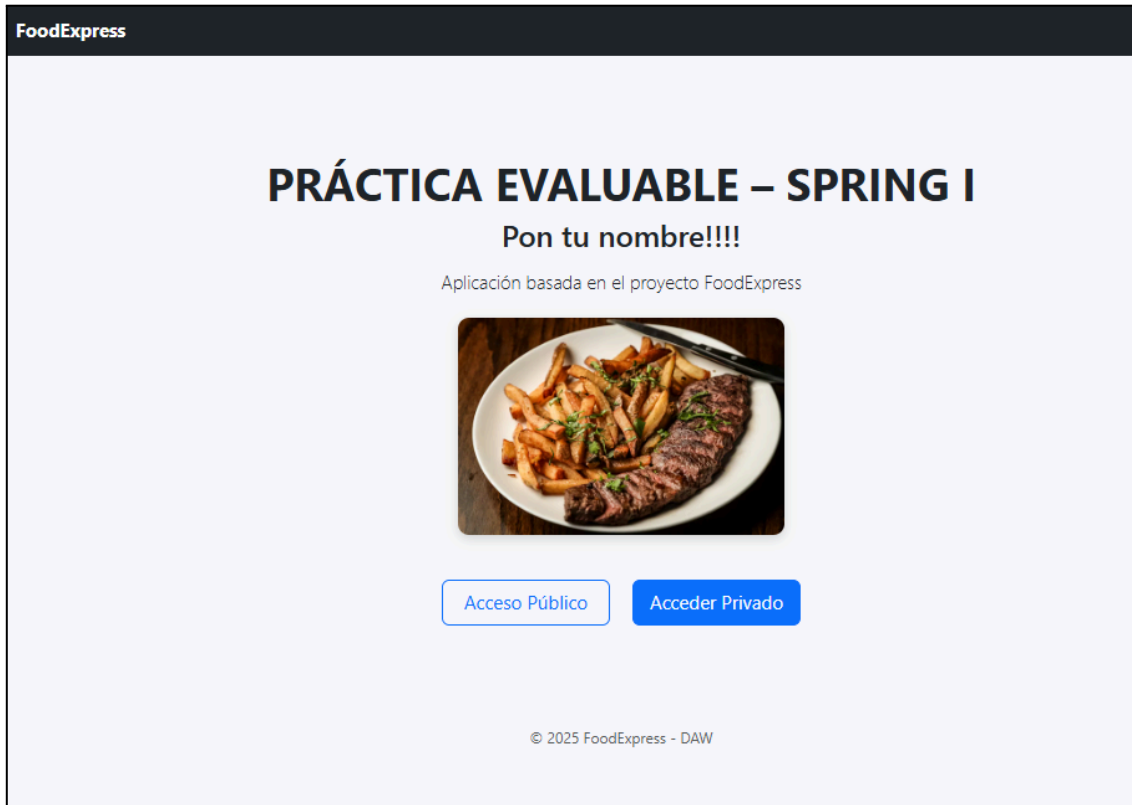 FoodExpress
PRÁCTICA EVALUABLE – SPRING I
Pon tu nombre!!!!
Aplicación basada en el proyecto FoodExpress
Acceso Público Acceder Privado
© 2025 FoodExpress - DAW